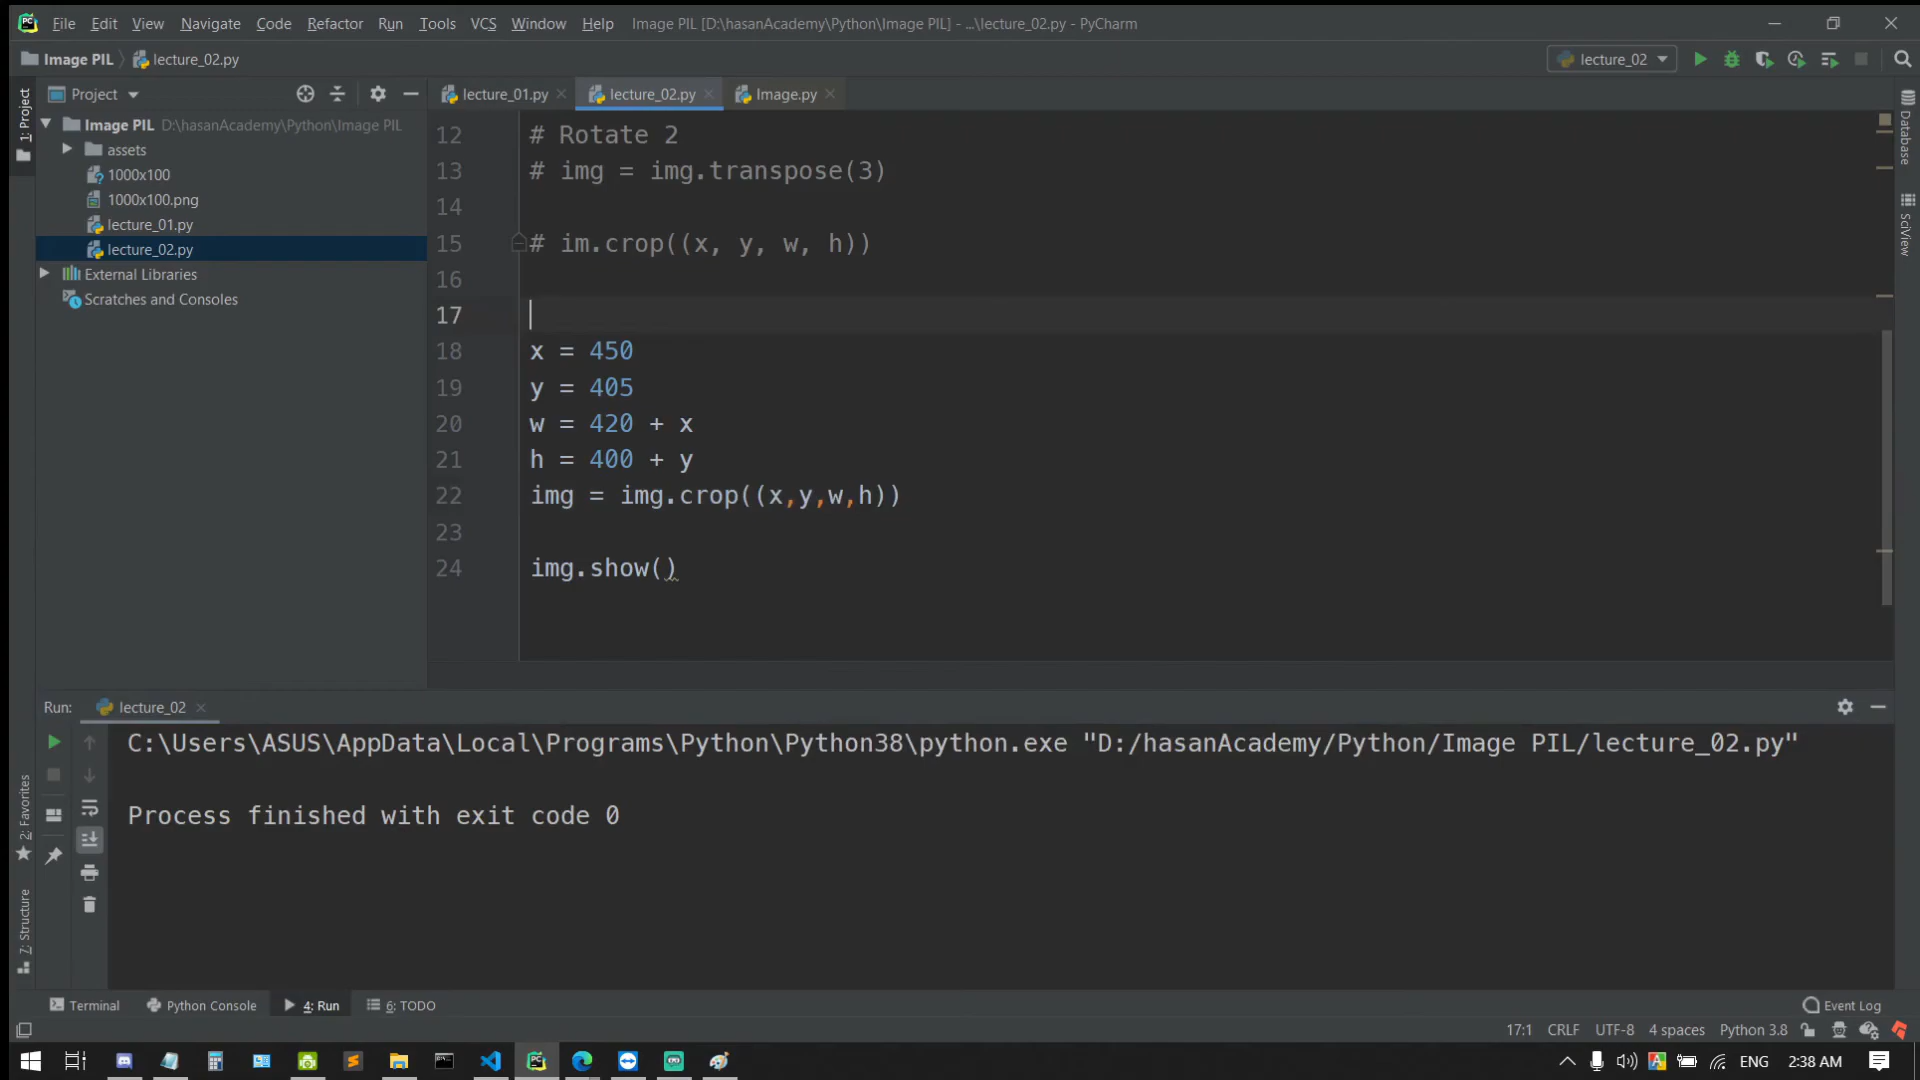 File Edit View Navigate Code Refactor Run Tools VCS Window Help Image PIL [D:\hasanAcademy\Python\Image PIL] - ...\lecture_02.py - PyCharm
Image PIL lecture_02.py lecture_02
1: Project
Project
Image PIL D:\hasanAcademy\Python\Image PIL
assets
1000x100
1000x100.png
lecture_01.py
lecture_02.py
External Libraries
Scratches and Consoles
lecture_01.py lecture_02.py Image.py
12 # Rotate 2
13 # img = img.transpose(3)
14
15 # im.crop((x, y, w, h))
16
17
18 x = 450
19 y = 405
20 w = 420 + x
21 h = 400 + y
22 img = img.crop((x,y,w,h))
23
24 img.show()
Database
SciView
Run: lecture_02
C:\Users\ASUS\AppData\Local\Programs\Python\Python38\python.exe "D:/hasanAcademy/Python/Image PIL/lecture_02.py"
Process finished with exit code 0
2: Favorites
7: Structure
Terminal Python Console 4: Run 6: TODO Event Log
17:1 CRLF UTF-8 4 spaces Python 3.8
ENG 2:38 AM